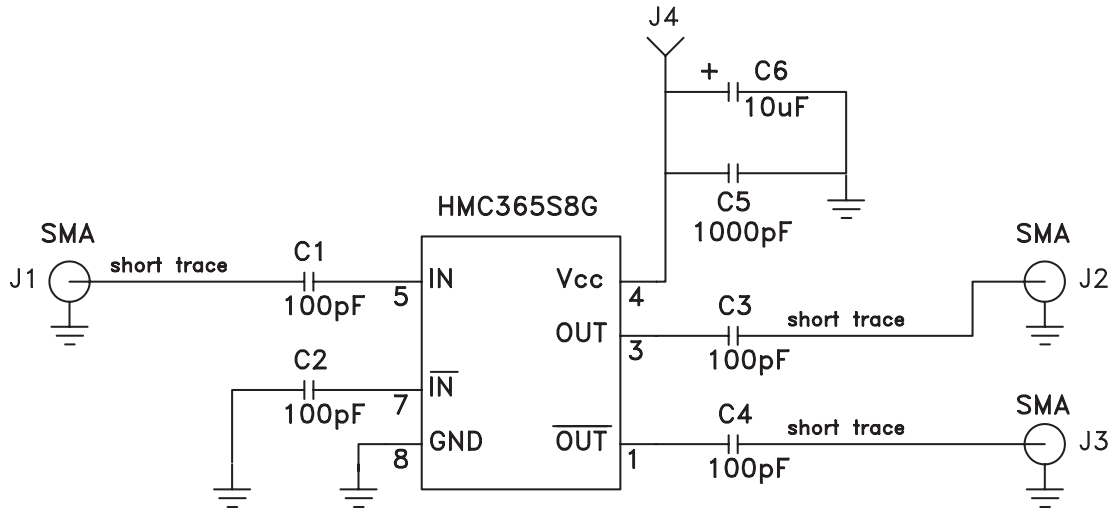 J4
+
C6
10uF
C5
1000pF
HMC365S8G
SMA
J1
short trace
C1
100pF
5
IN
Vcc
4
SMA
J2
OUT
3
C3
100pF
short trace
C2
100pF
7
IN
GND
8
OUT
1
C4
100pF
short trace
SMA
J3